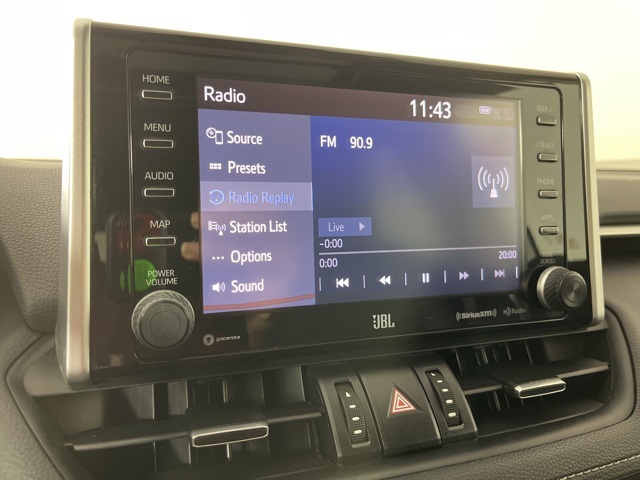 HOME
MENU
AUDIO
MAP
POWER
VOLUME
Radio
11:43
Source
Presets
Radio Replay
Station List
Options
Sound
FM 90.9
Live
-0:00
0:00 20:00
SEEK >
< TRACK
PHONE
APPS
SCROLL
gracenote
JBL
SiriusXM
HD Radio